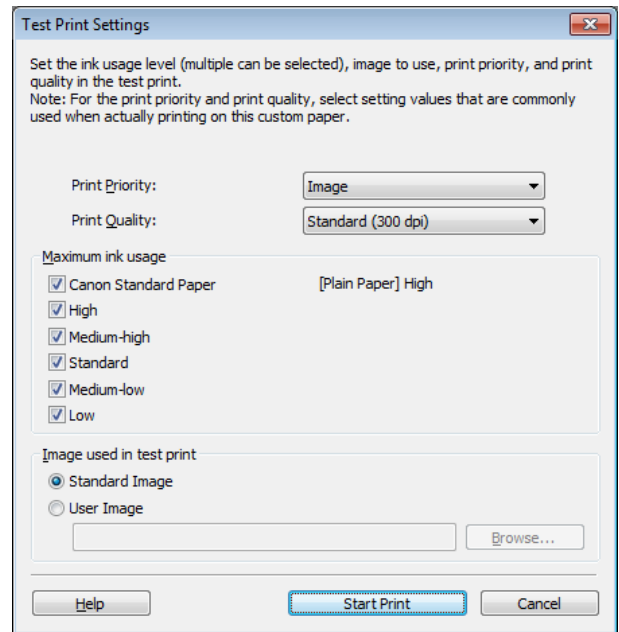 Test Print Settings
Set the ink usage level (multiple can be selected), image to use, print priority, and print
quality in the test print.
Note: For the print priority and print quality, select setting values that are commonly
used when actually printing on this custom paper.
Print Priority:
Image
Print Quality:
Standard (300 dpi)
Maximum ink usage
Canon Standard Paper
[Plain Paper] High
High
Medium-high
Standard
Medium-low
Low
Image used in test print
Standard Image
User Image
Browse...
Help
Start Print
Cancel